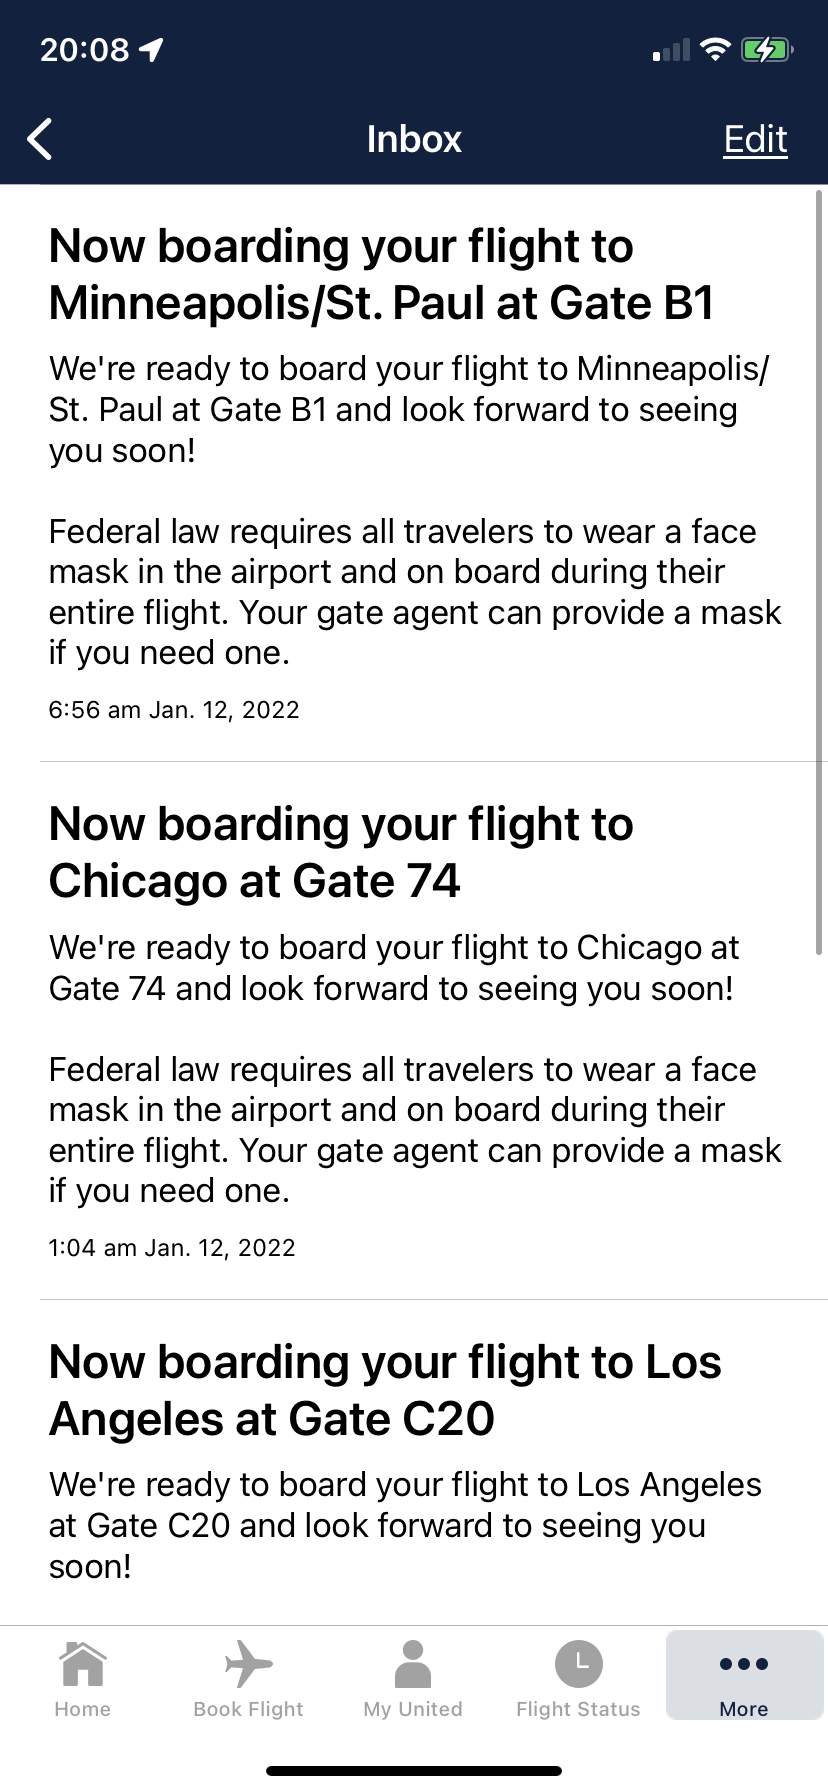 20:08
Inbox
Edit
Now boarding your flight to
Minneapolis/St. Paul at Gate B1
We're ready to board your flight to Minneapolis/
St. Paul at Gate B1 and look forward to seeing
you soon!
Federal law requires all travelers to wear a face
mask in the airport and on board during their
entire flight. Your gate agent can provide a mask
if you need one.
6:56 am Jan. 12, 2022
Now boarding your flight to
Chicago at Gate 74
We're ready to board your flight to Chicago at
Gate 74 and look forward to seeing you soon!
Federal law requires all travelers to wear a face
mask in the airport and on board during their
entire flight. Your gate agent can provide a mask
if you need one.
1:04 am Jan. 12, 2022
Now boarding your flight to Los
Angeles at Gate C20
We're ready to board your flight to Los Angeles
at Gate C20 and look forward to seeing you
soon!
Home
Book Flight
My United
Flight Status
More